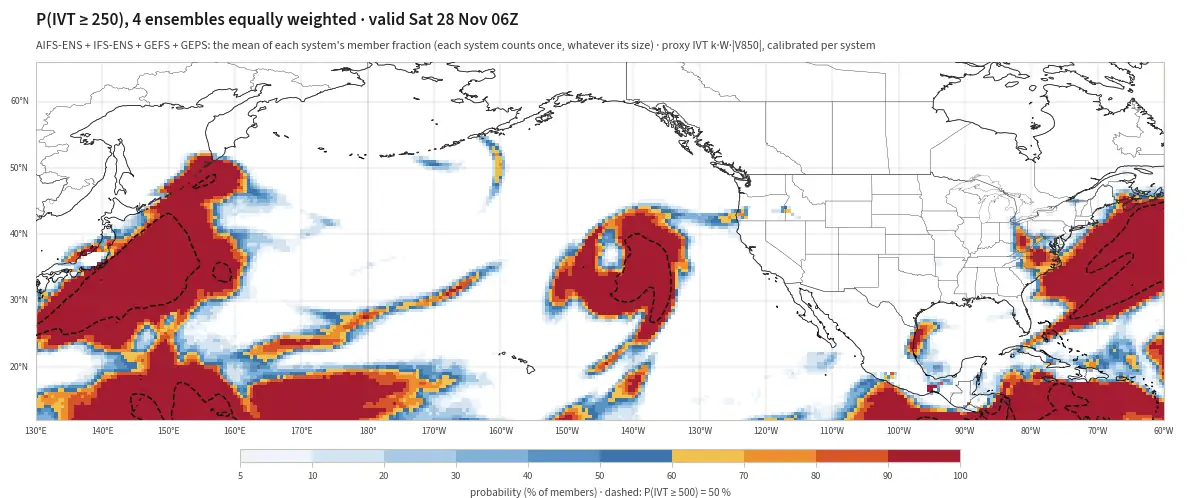 P(IVT ≥ 250), 4 ensembles equally weighted · valid Sat 28 Nov 06Z
AIFS-ENS + IFS-ENS + GEFS + GEPS: the mean of each system's member fraction (each system counts once, whatever its size) · proxy IVT k·W·|V850|, calibrated per system
60°N
50°N
40°N
30°N
20°N
130°E 140°E 150°E 160°E 170°E 180° 170°W 160°W 150°W 140°W 130°W 120°W 110°W 100°W 90°W 80°W 70°W 60°W
5 10 20 30 40 50 60 70 80 90 100
probability (% of members) · dashed: P(IVT ≥ 500) = 50 %